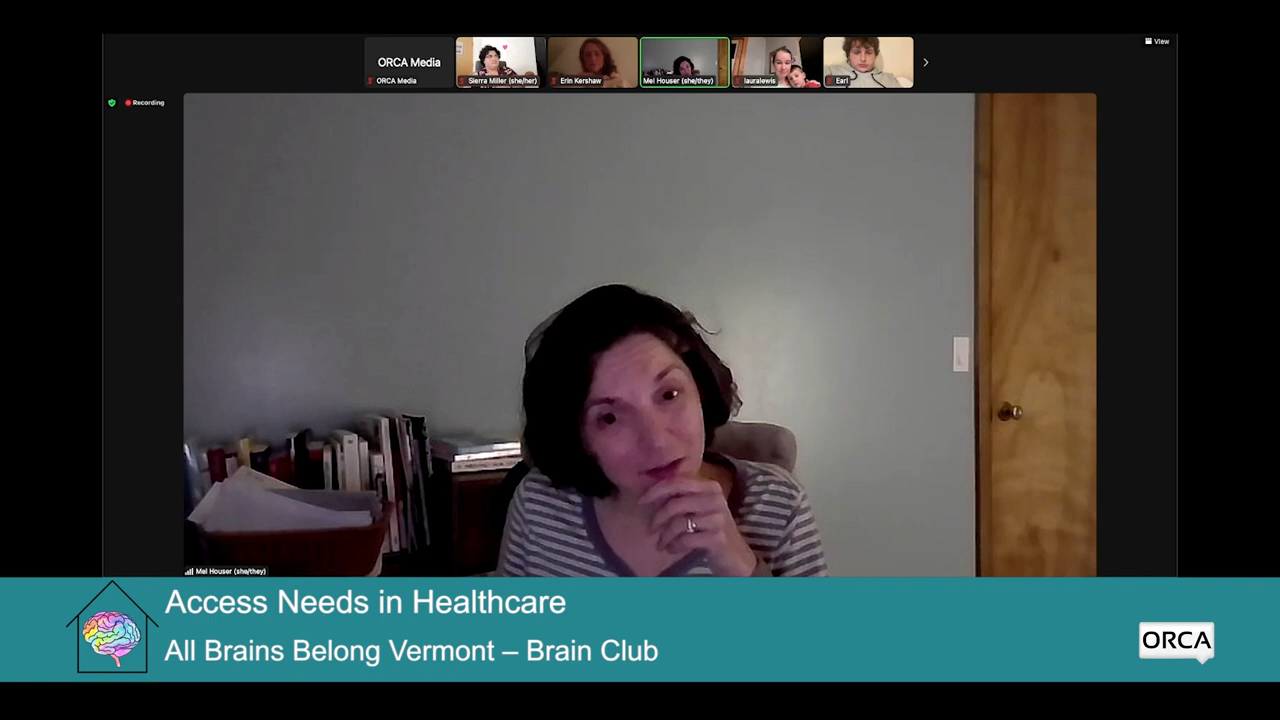 View
ORCA Media
ORCA Media
Sierra Miller (she/her)
Erin Kershaw
Mel Houser (she/they)
lauralewis
Earl
Recording
Mel Houser (she/they)
Access Needs in Healthcare
All Brains Belong Vermont – Brain Club
ORCA